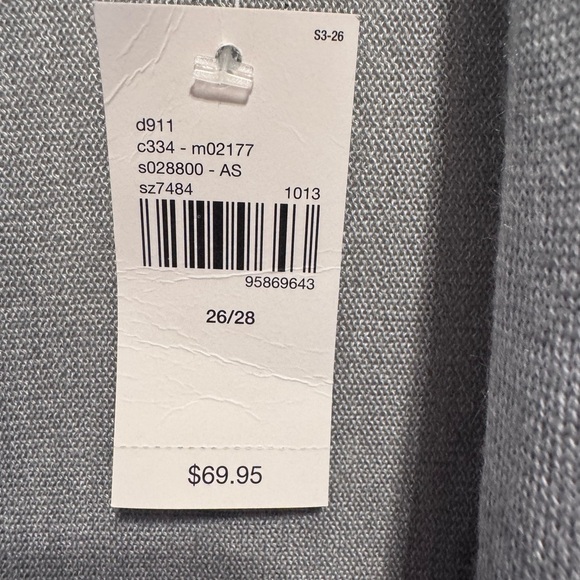 S3-26
d911
c334 - m02177
s028800 - AS
sz7484 1013
95869643
26/28
$69.95